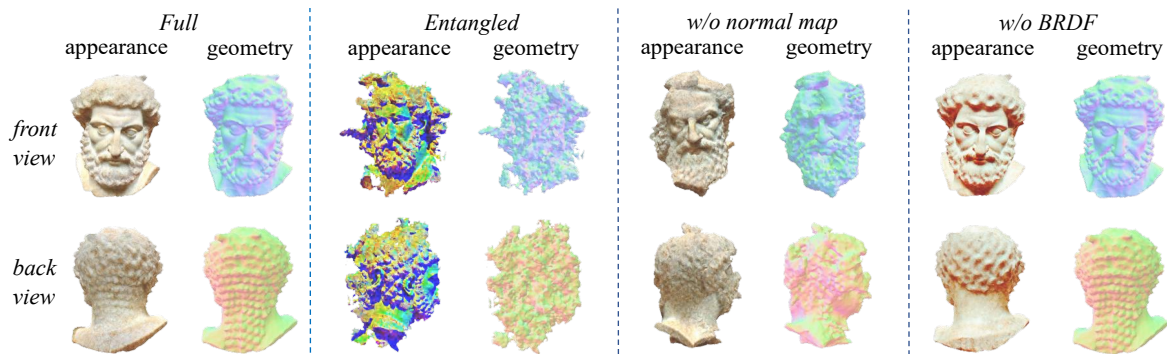 Full Entangled w/o normal map w/o BRDF
appearance geometry appearance geometry appearance geometry appearance geometry
front
view
back
view